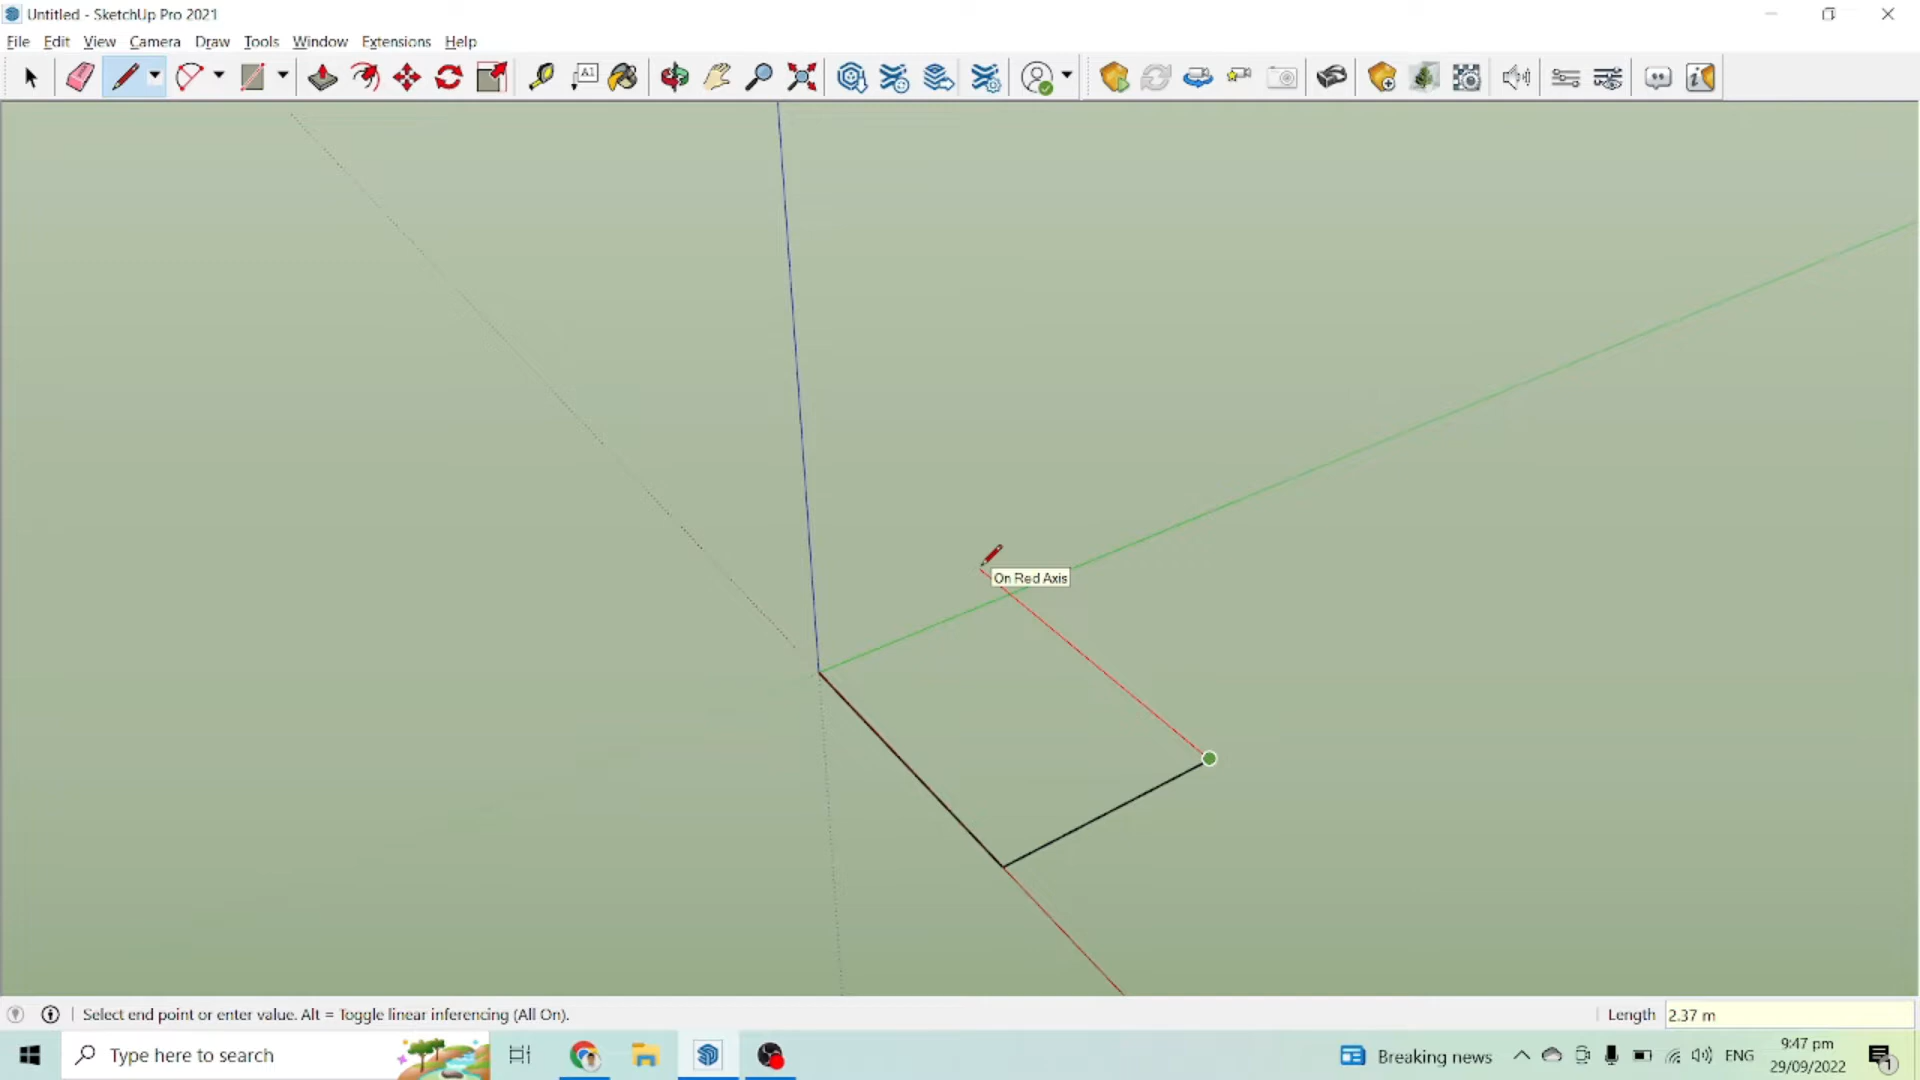 Untitled - SketchUp Pro 2021
File Edit View Camera Draw Tools Window Extensions Help
A1
On Red Axis
Select end point or enter value. Alt = Toggle linear inferencing (All On).
Length 2.37 m
Type here to search
Breaking news
ENG
9:47 pm
29/09/2022
1